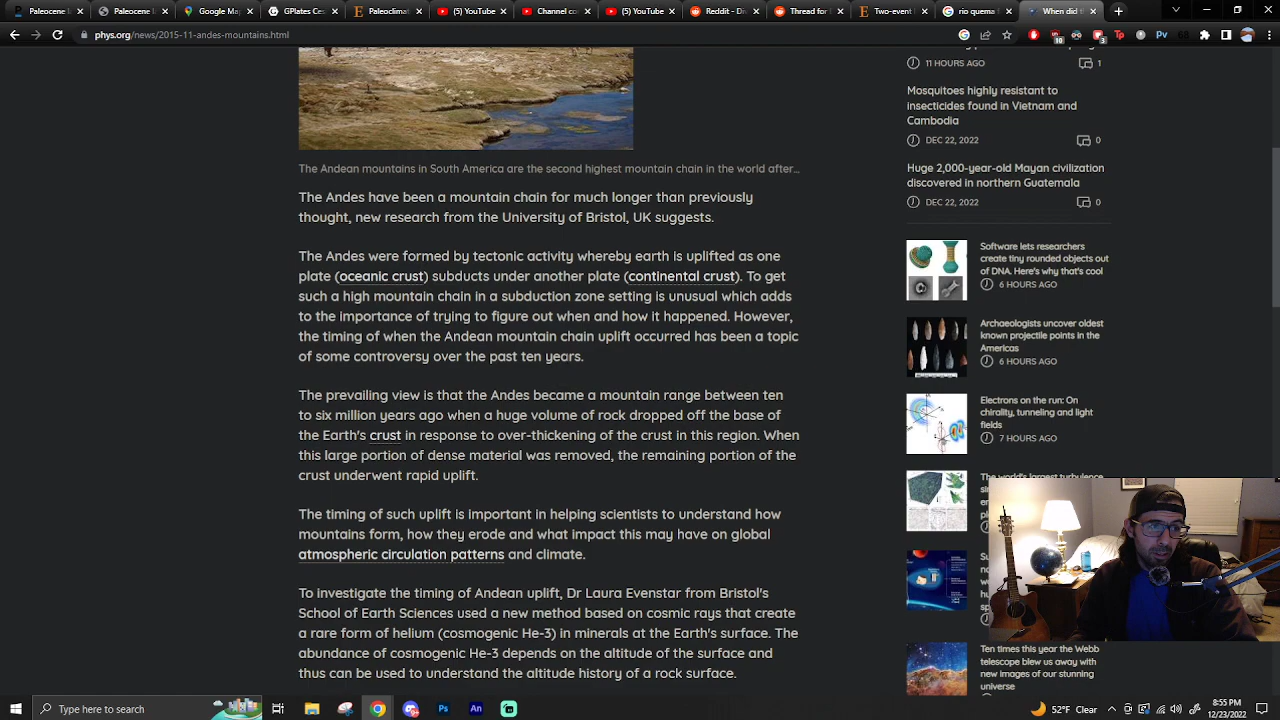 Paleocene
Paleocene
Google Map
GPlates Ces
Paleoclimat
(5) YouTube
Channel co
(5) YouTube
Reddit - Div
Thread for
Two-event
rio quema
When did t
phys.org/news/2015-11-andes-mountains.html
The Andean mountains in South America are the second highest mountain chain in the world after...
The Andes have been a mountain chain for much longer than previously
thought, new research from the University of Bristol, UK suggests.
The Andes were formed by tectonic activity whereby earth is uplifted as one
plate (oceanic crust) subducts under another plate (continental crust). To get
such a high mountain chain in a subduction zone setting is unusual which adds
to the importance of trying to figure out when and how it happened. However,
the timing of when the Andean mountain chain uplift occurred has been a topic
of some controversy over the past ten years.
The prevailing view is that the Andes became a mountain range between ten
to six million years ago when a huge volume of rock dropped off the base of
the Earth's crust in response to over-thickening of the crust in this region. When
this large portion of dense material was removed, the remaining portion of the
crust underwent rapid uplift.
The timing of such uplift is important in helping scientists to understand how
mountains form, how they erode and what impact this may have on global
atmospheric circulation patterns and climate.
To investigate the timing of Andean uplift, Dr Laura Evenstar from Bristol's
School of Earth Sciences used a new method based on cosmic rays that create
a rare form of helium (cosmogenic He-3) in minerals at the Earth's surface. The
abundance of cosmogenic He-3 depends on the altitude of the surface and
thus can be used to understand the altitude history of a rock surface.
11 HOURS AGO 1
Mosquitoes highly resistant to
insecticides found in Vietnam and
Cambodia
DEC 22, 2022 0
Huge 2,000-year-old Mayan civilization
discovered in northern Guatemala
DEC 22, 2022 0
Software lets researchers
create tiny rounded objects out
of DNA. Here's why that's cool
6 HOURS AGO
Archaeologists uncover oldest
known projectile points in the
Americas
6 HOURS AGO
Electrons on the run: On
chirality, tunneling and light
fields
7 HOURS AGO
The world's largest turbulence
Ten times this year the Webb
telescope blew us away with
new images of our stunning
universe
Type here to search
52°F Clear
8:55 PM
12/23/2022